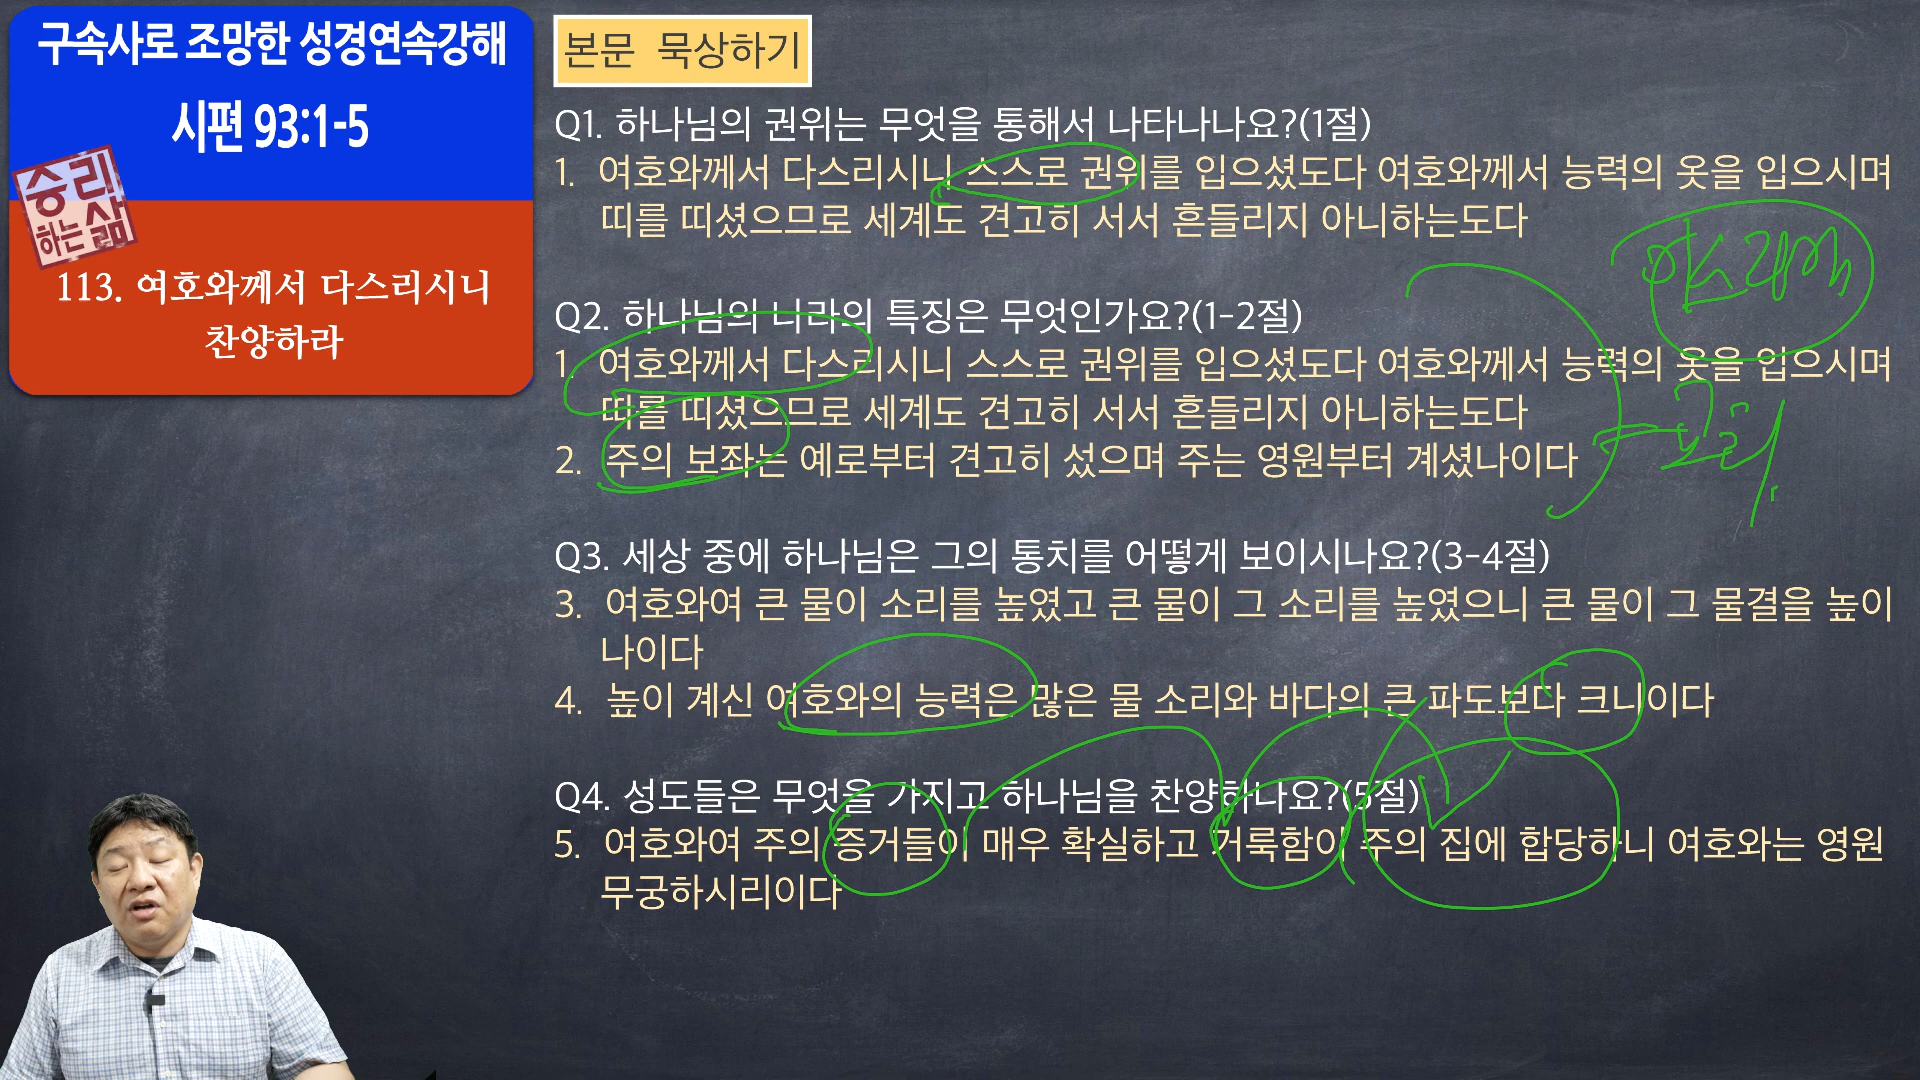 구속사로 조망한 성경연속강해
시편 93:1-5
승리
하는 삶
113. 여호와께서 다스리시니
찬양하라
본문 묵상하기
Q1. 하나님의 권위는 무엇을 통해서 나타나나요?(1절)
1. 여호와께서 다스리시니 스스로 권위를 입으셨도다 여호와께서 능력의 옷을 입으시며
띠를 띠셨으므로 세계도 견고히 서서 흔들리지 아니하는도다
이스라엘
Q2. 하나님의 나라의 특징은 무엇인가요?(1-2절)
1. 여호와께서 다스리시니 스스로 권위를 입으셨도다 여호와께서 능력의 옷을 입으시며
띠를 띠셨으므로 세계도 견고히 서서 흔들리지 아니하는도다
2. 주의 보좌는 예로부터 견고히 섰으며 주는 영원부터 계셨나이다
Q3. 세상 중에 하나님은 그의 통치를 어떻게 보이시나요?(3-4절)
3. 여호와여 큰 물이 소리를 높였고 큰 물이 그 소리를 높였으니 큰 물이 그 물결을 높이
나이다
4. 높이 계신 여호와의 능력은 많은 물 소리와 바다의 큰 파도보다 크니이다
Q4. 성도들은 무엇을 가지고 하나님을 찬양하나요?(5절)
5. 여호와여 주의 증거들이 매우 확실하고 거룩함이 주의 집에 합당하니 여호와는 영원
무궁하시리이다